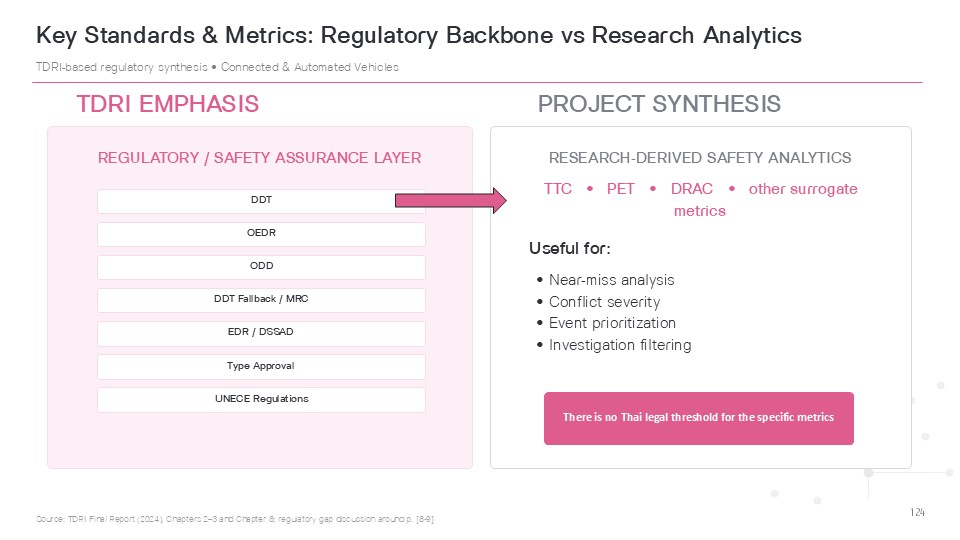 Key Standards & Metrics: Regulatory Backbone vs Research Analytics
TDRI-based regulatory synthesis • Connected & Automated Vehicles
TDRI EMPHASIS
REGULATORY / SAFETY ASSURANCE LAYER
DDT
OEDR
ODD
DDT Fallback / MRC
EDR / DSSAD
Type Approval
UNECE Regulations
PROJECT SYNTHESIS
RESEARCH-DERIVED SAFETY ANALYTICS
TTC • PET • DRAC • other surrogate
metrics
Useful for:
• Near-miss analysis
• Conflict severity
• Event prioritization
• Investigation filtering
There is no Thai legal threshold for the specific metrics
Source: TDRI Final Report (2024), Chapters 2–3 and Chapter 8; regulatory gap discussion around p. [8-9]
124